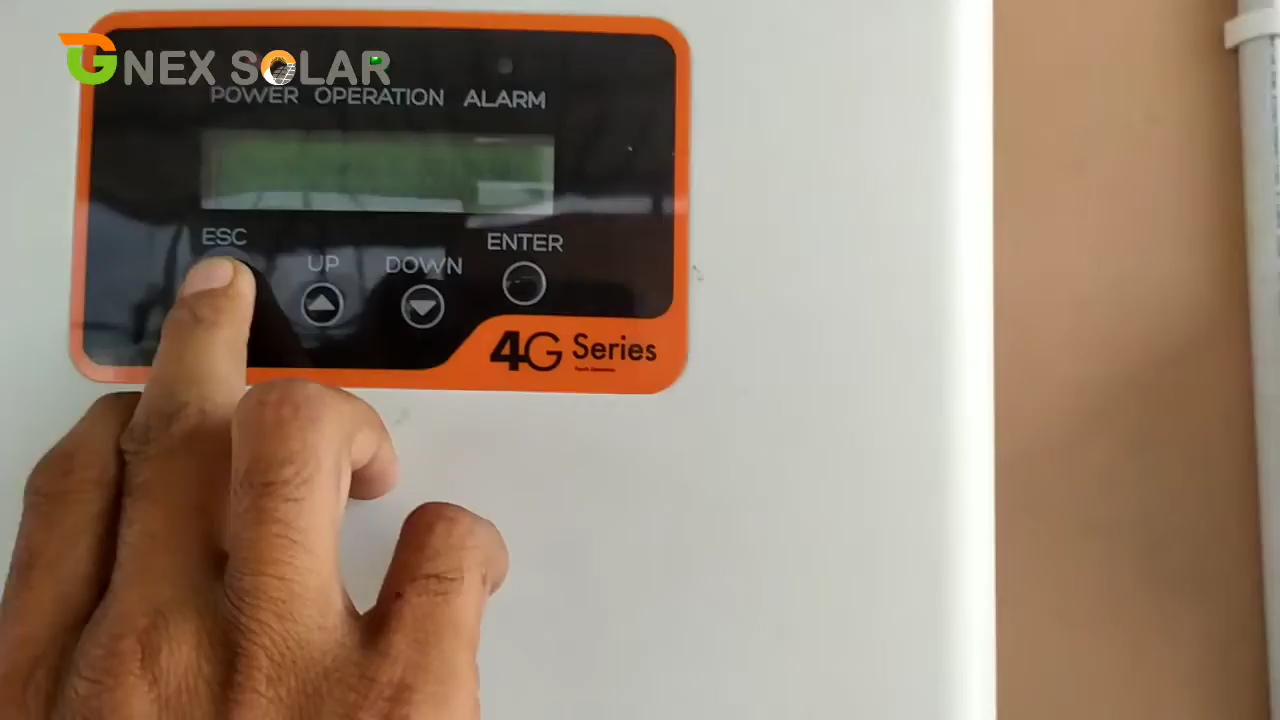 GNEX SOLAR
POWER OPERATION ALARM
ESC
UP
DOWN
ENTER
4G Series